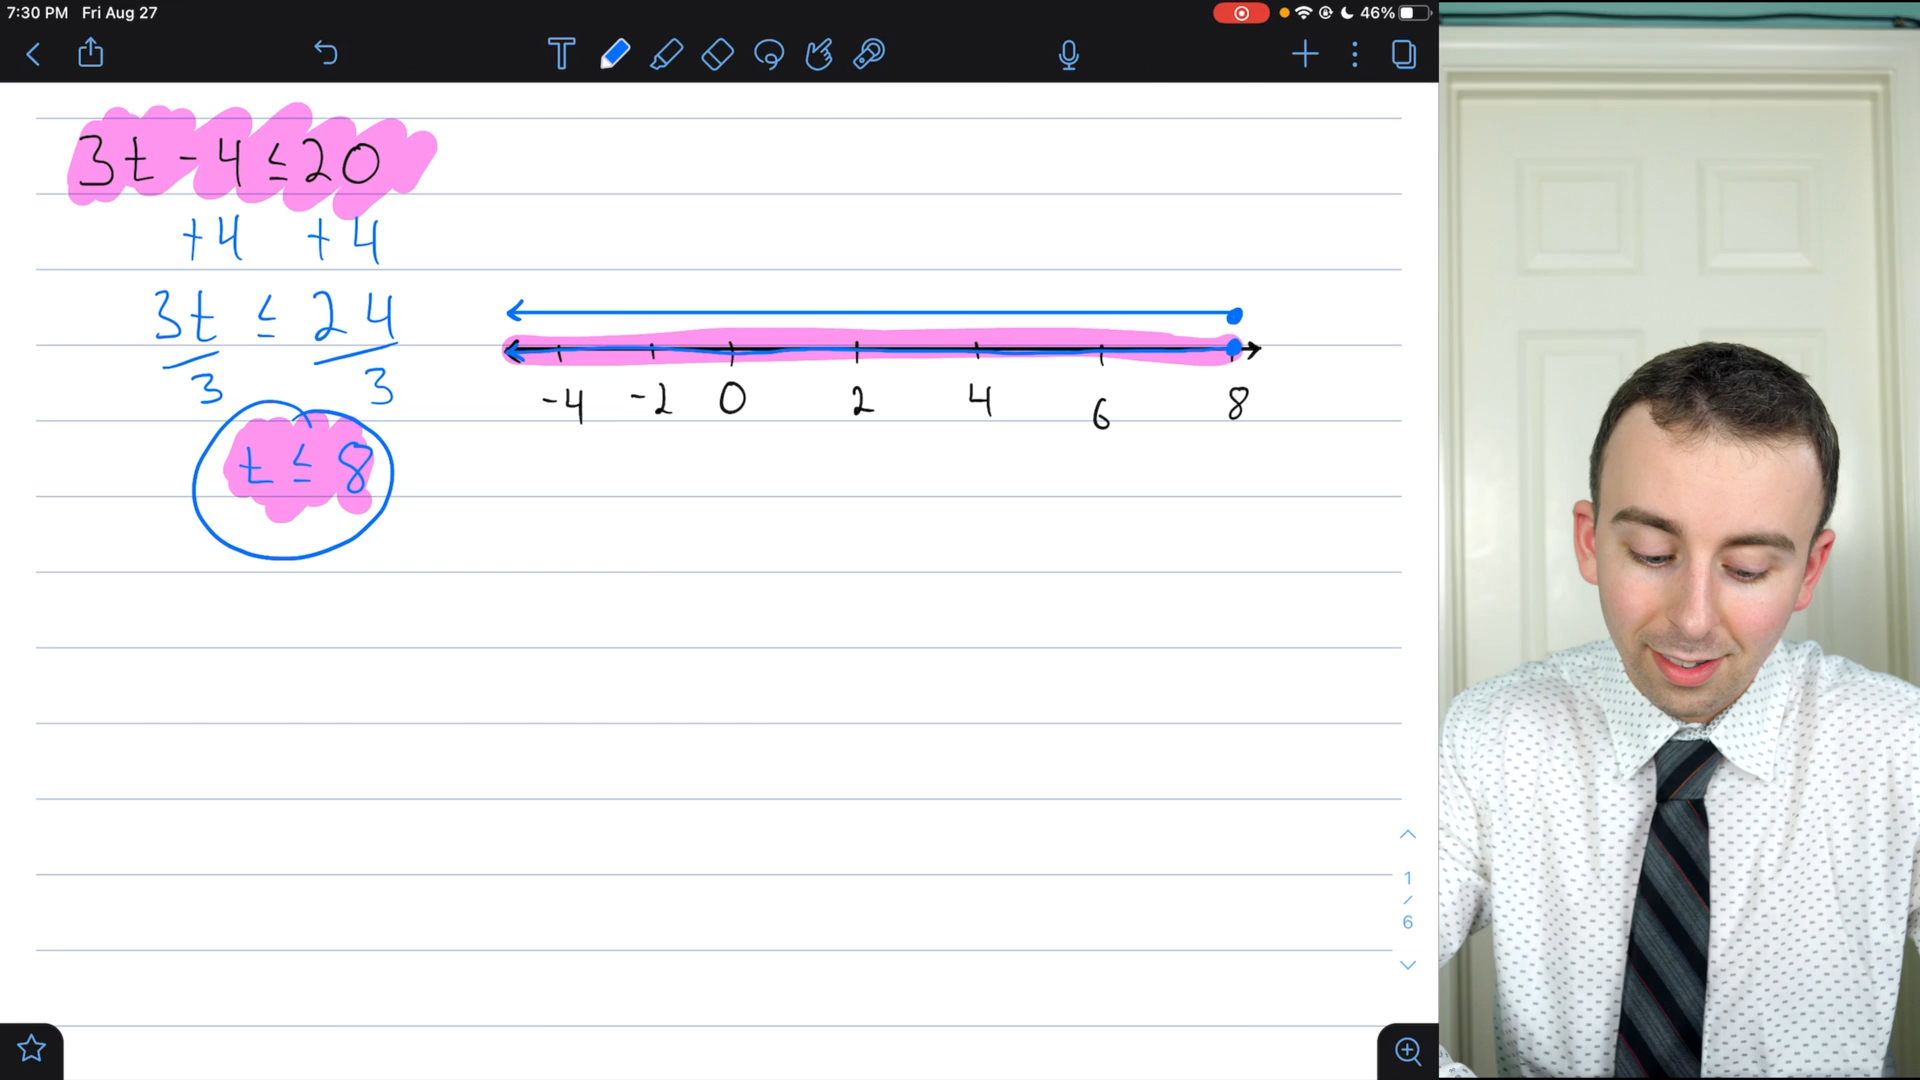 7:30 PM Fri Aug 27
46%
T
3t - 4 ≤ 20
+4 +4
3t ≤ 24
3 3
t ≤ 8
-4 -2 0 2 4 6 8
1
/
6